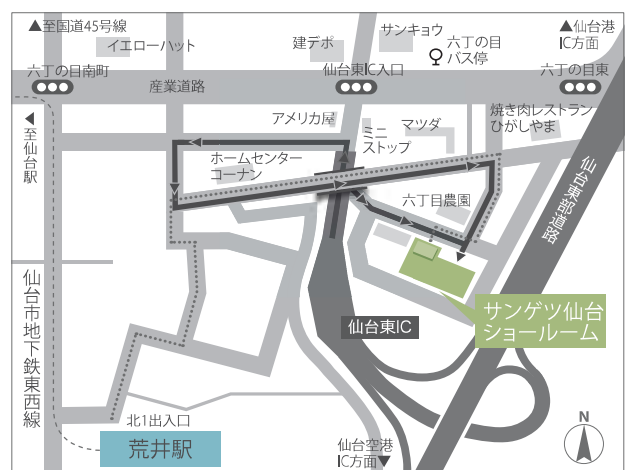 ▲至国道45号線
イエローハット
建デポ
サンキョウ
六丁の目
バス停
▲仙台港
IC方面
六丁の目南町
産業道路
仙台東IC入口
六丁の目東
◀至仙台駅
アメリカ屋
ミニ
ストップ
マツダ
焼き肉レストラン
ひがしやま
ホームセンター
コーナン
六丁目農園
仙台東部道路
仙台市地下鉄東西線
仙台東IC
サンゲツ仙台
ショールーム
北1出入口
荒井駅
仙台空港
IC方面▼
N